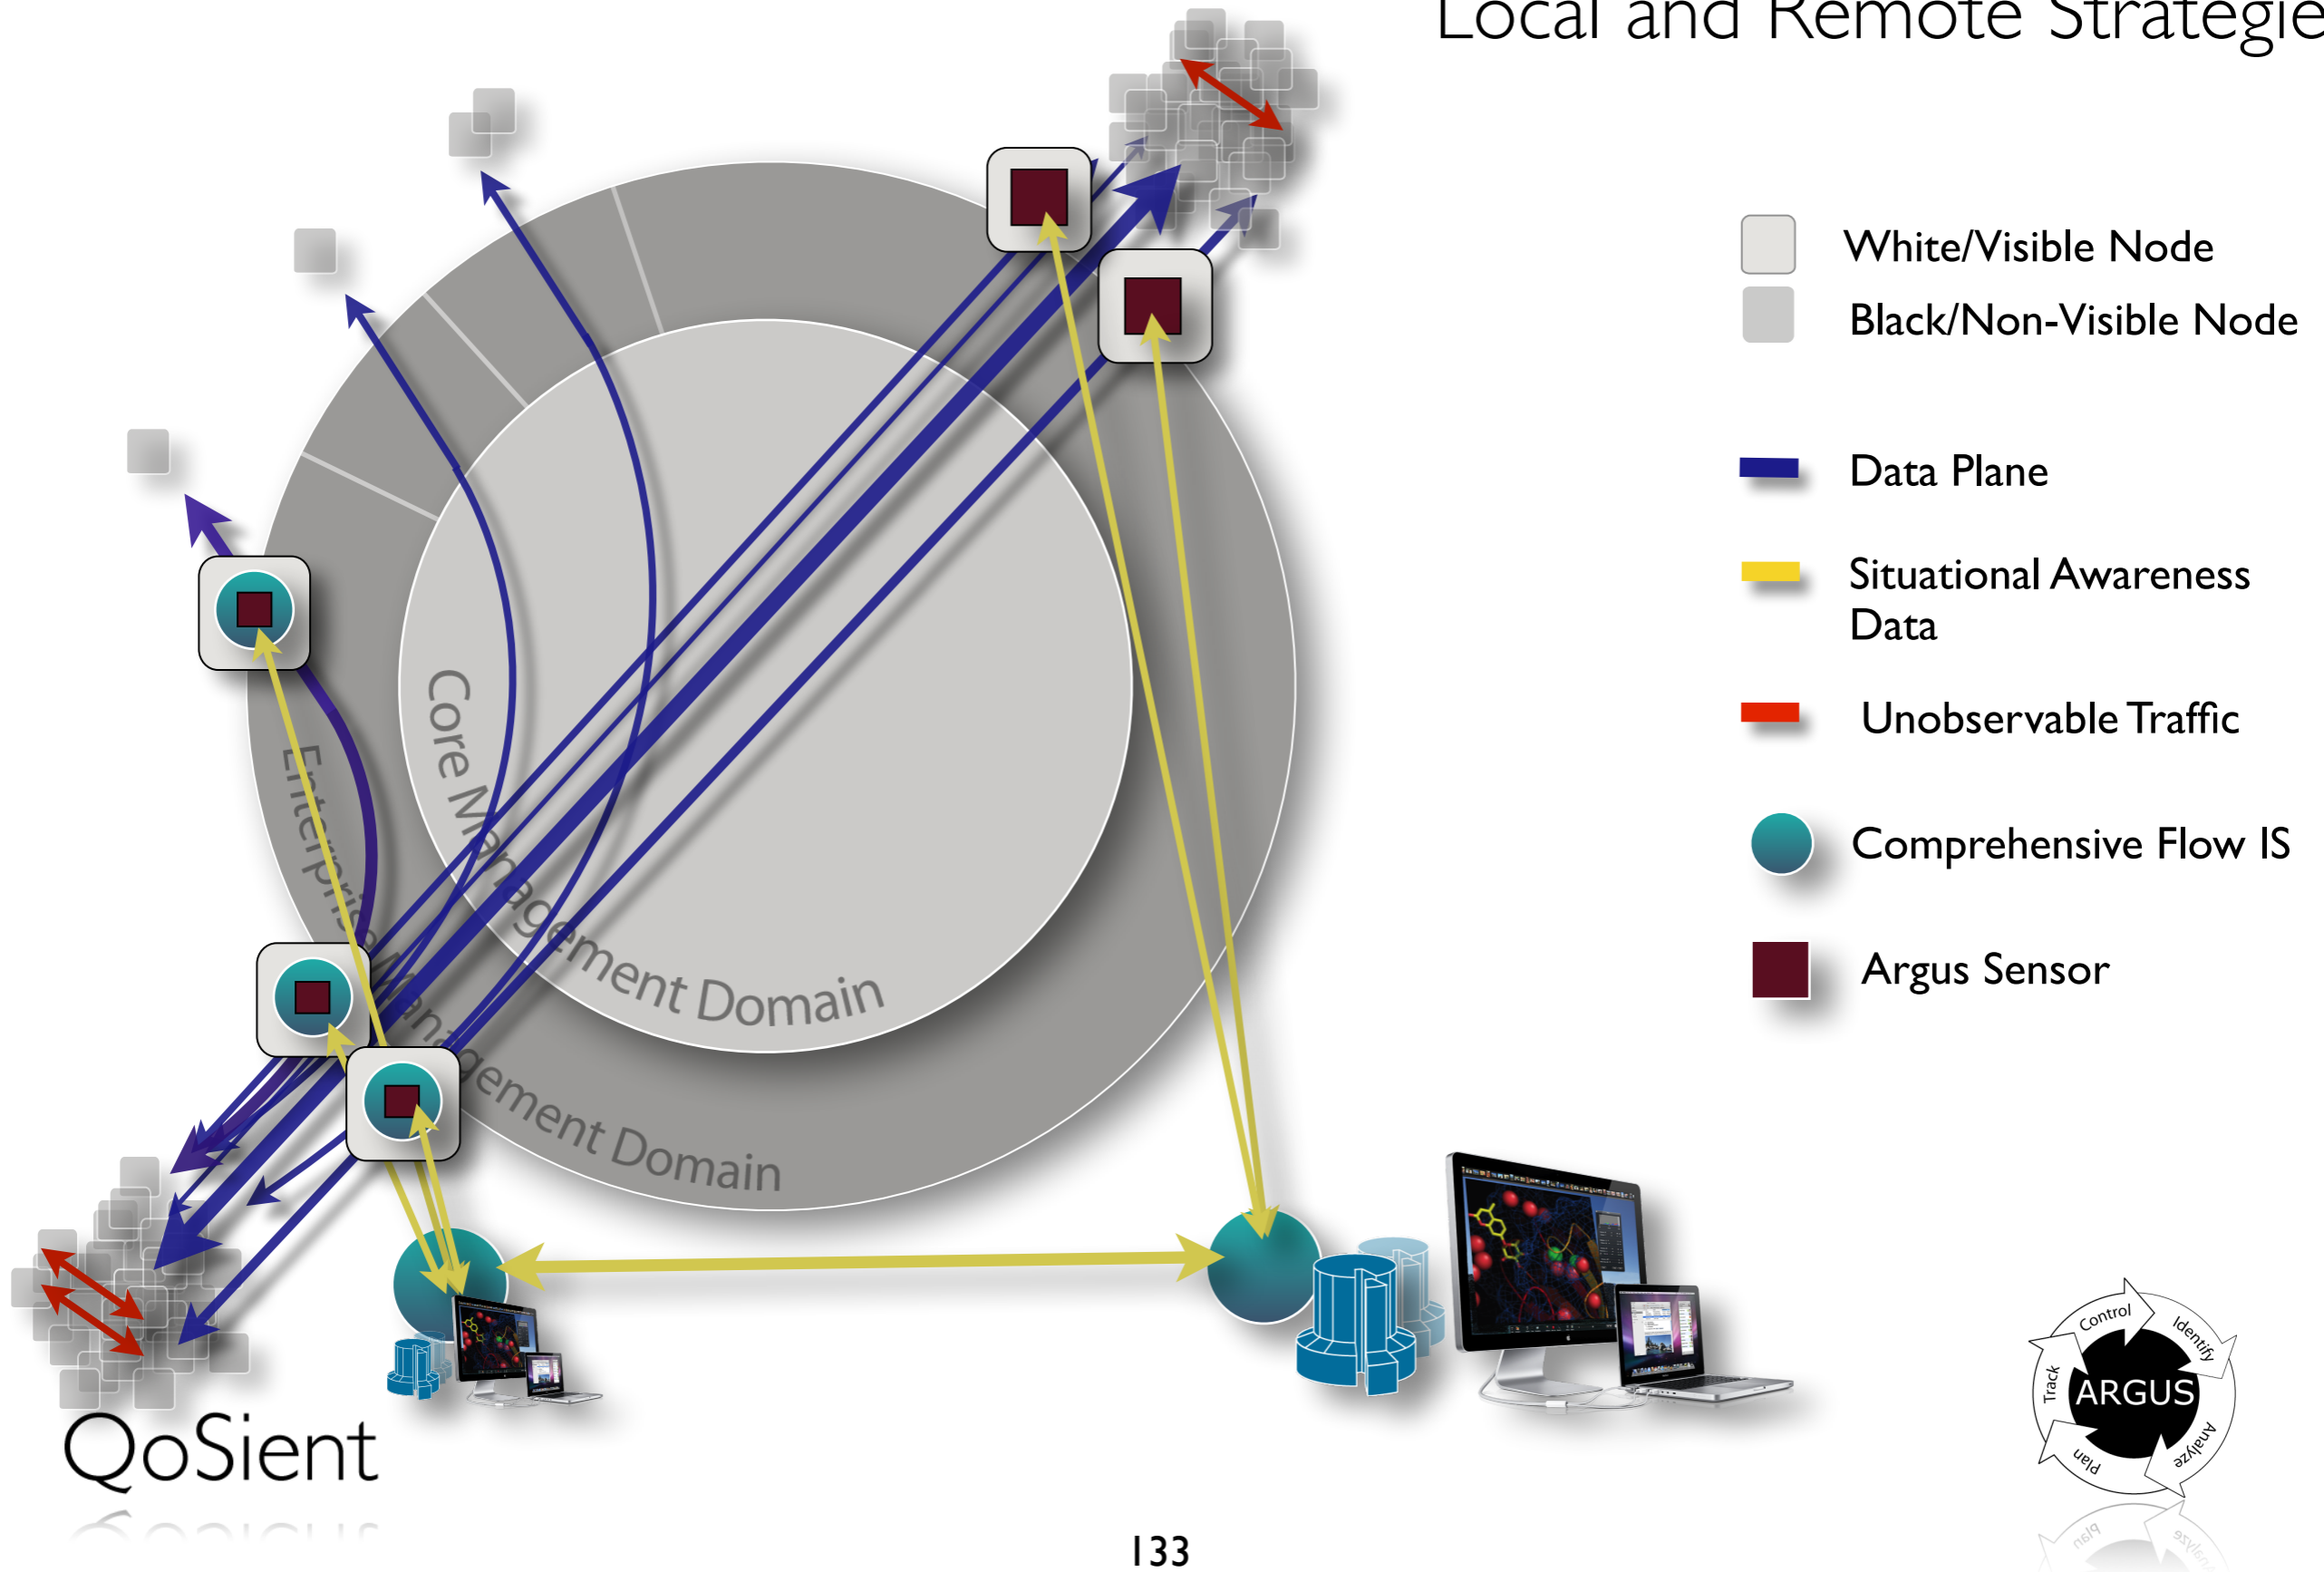 Local and Remote Strategie
White/Visible Node
Black/Non-Visible Node
Data Plane
Situational Awareness
Data
Unobservable Traffic
Comprehensive Flow IS
Argus Sensor
Core Management Domain
Enterprise Management Domain
Control
Identify
Analyze
Plan
Track
ARGUS
QoSient
133